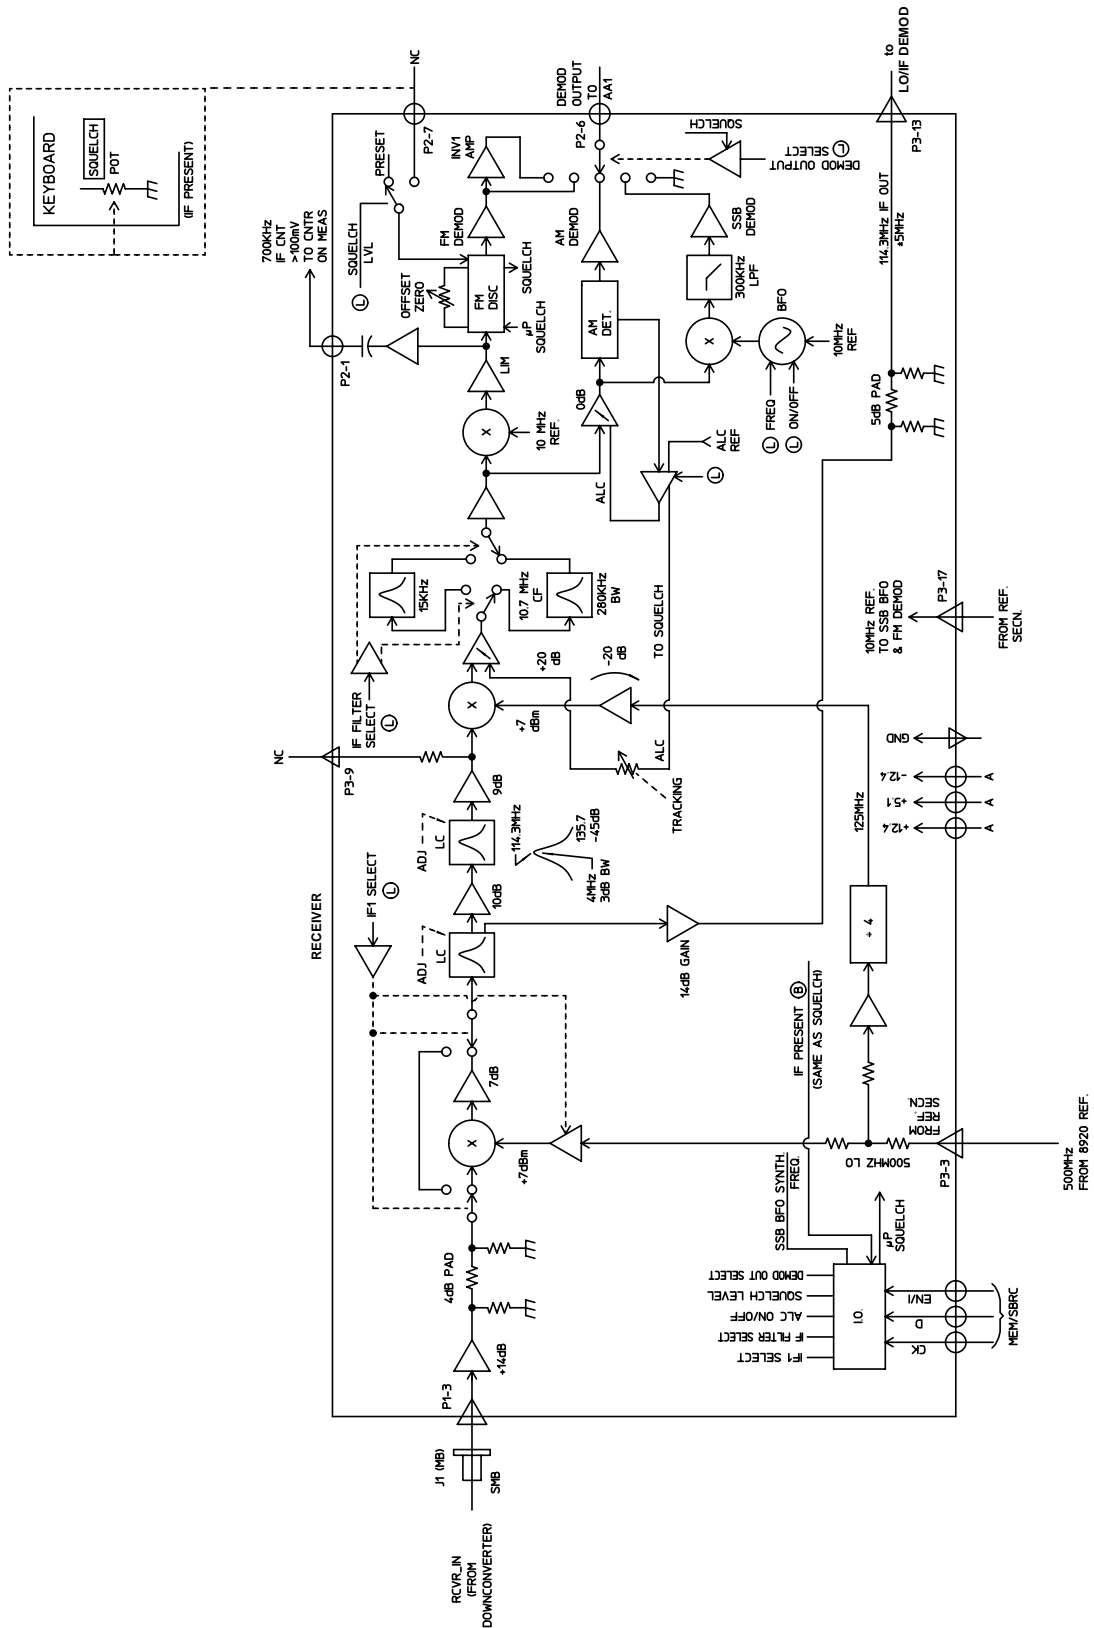 KEYBOARD
SQUELCH
POT
(IF PRESENT)
NC
P2-7
PRESET
SQUELCH
LVL
L
700KHz
IF CNT
>100mV
TO CNTR
ON MEAS
P2-1
OFFSET
ZERO
FM
DISC
SQUELCH
µP
SQUELCH
FM
DEMOD
INV1
AMP
LIM
X
10 MHz
REF.
DEMOD
OUTPUT
TO
AA1
P2-6
AM
DEMOD
AM
DET.
0dB
ALC
SQUELCH
DEMOD OUTPUT
SELECT
L
SSB
DEMOD
300KHz
LPF
X
BFO
10MHz
REF
L
FREQ
L
ON/OFF
ALC
REF
L
to
LO/IF DEMOD
P3-13
114.3MHz IF OUT
±5MHz
5dB PAD
15KHz
10.7 MHz
CF
280KHz
BW
IF FILTER
SELECT
L
NC
P3-9
X
+20
dB
-20
dB
+7
dBm
TO SQUELCH
ALC
TRACKING
10MHz REF.
TO SSB BFO
& FM DEMOD
P3-17
FROM REF.
SECN.
GND
-12.4
A
+5.1
A
+12.4
A
125MHz
÷ 4
RECEIVER
9dB
ADJ
LC
114.3MHz
135.7
-45dB
4MHz
3dB BW
10dB
ADJ
LC
14dB GAIN
IF1 SELECT
L
7dB
X
+7dBm
IF PRESENT
B
(SAME AS SQUELCH)
500MHZ LO
FROM
REF.
SECN.
P3-3
500MHz
FROM 8920 REF.
SSB BFO SYNTH.
FREQ.
µP
SQUELCH
DEMOD OUT SELECT
SQUELCH LEVEL
ALC ON/OFF
IF FILTER SELECT
IF1 SELECT
I.O.
EN/I
D
CK
MEM/SBRC
4dB PAD
+14dB
P1-3
J1 (MB)
SMB
RCVR_IN
(FROM
DOWNCONVERTER)